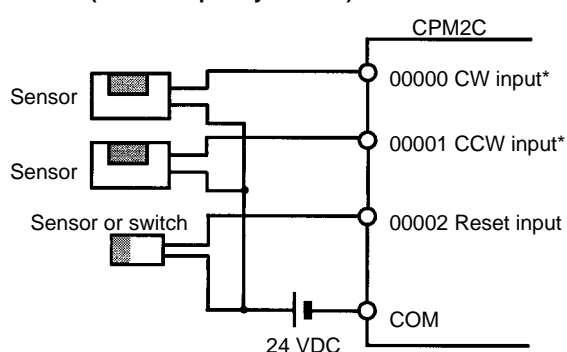 CPM2C
00000 CW input*
Sensor
00001 CCW input*
Sensor
Sensor or switch
00002 Reset input
COM
24 VDC